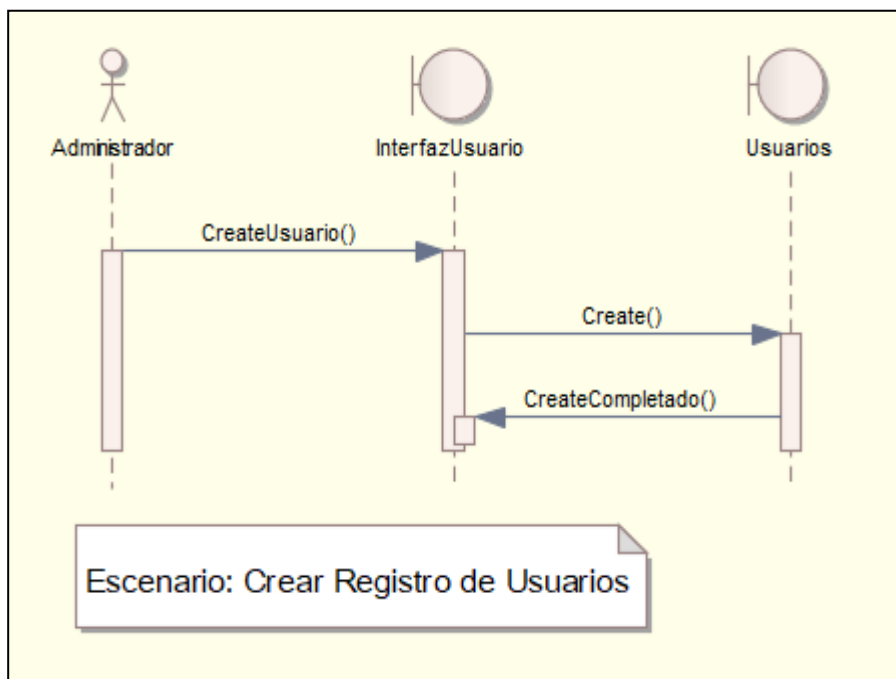 Administrador
InterfazUsuario
Usuarios
CreateUsuario()
Create()
CreateCompletado()
Escenario: Crear Registro de Usuarios